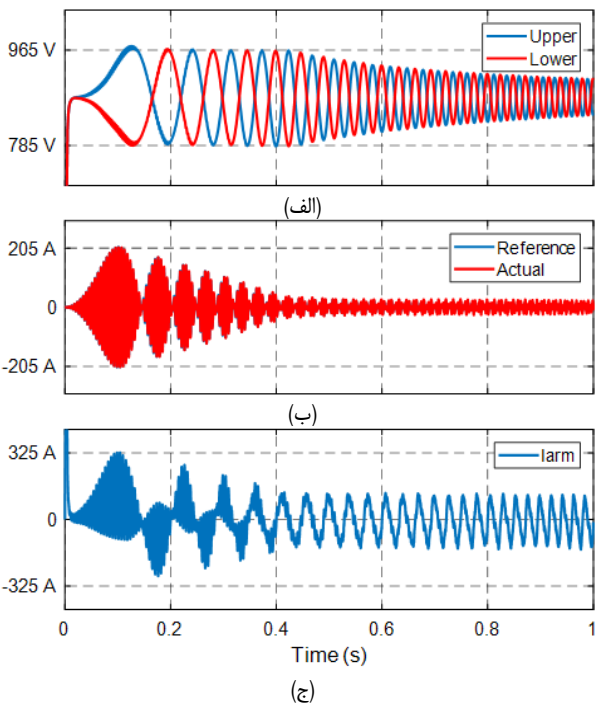 965 V
785 V
Upper
Lower
(الف)
205 A
0
-205 A
Reference
Actual
(ب)
325 A
0
-325 A
Iarm
0 0.2 0.4 0.6 0.8 1
Time (s)
(ج)